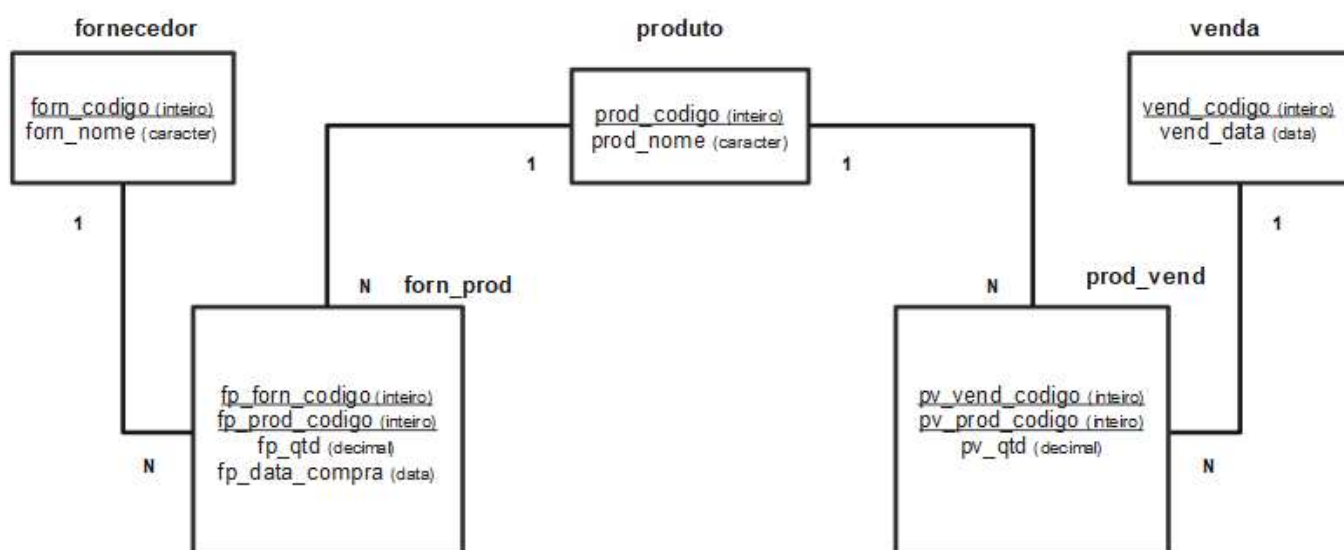 fornecedor
forn_codigo (inteiro)
forn_nome (caracter)
produto
prod_codigo (inteiro)
prod_nome (caracter)
venda
vend_codigo (inteiro)
vend_data (data)
1
1
1
1
N
forn_prod
N
prod_vend
fp_forn_codigo (inteiro)
fp_prod_codigo (inteiro)
fp_qtd (decimal)
fp_data_compra (data)
N
pv_vend_codigo (inteiro)
pv_prod_codigo (inteiro)
pv_qtd (decimal)
N